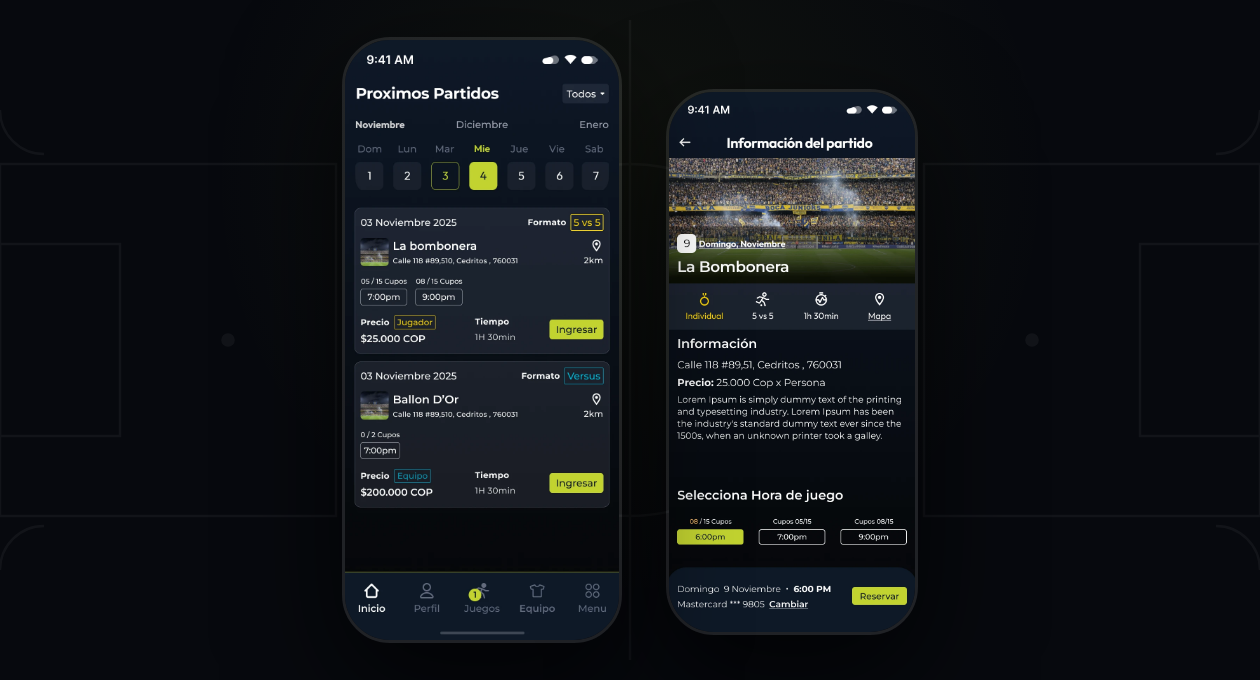 9:41 AM
Proximos Partidos
Todos
Noviembre Diciembre Enero
Dom Lun Mar Mie Jue Vie Sab
1 2 3 4 5 6 7
03 Noviembre 2025 Formato 5 vs 5
La bombonera
Calle 118 #89,510, Cedritos , 760031 2km
05 / 15 Cupos 08 / 15 Cupos
7:00pm 9:00pm
Precio Jugador Tiempo
$25.000 COP 1H 30min Ingresar
03 Noviembre 2025 Formato Versus
Ballon D'Or
Calle 118 #89,510, Cedritos , 760031 2km
0 / 2 Cupos
7:00pm
Precio Equipo Tiempo
$200.000 COP 1H 30min Ingresar
1
Inicio Perfil Juegos Equipo Menu
9:41 AM
Información del partido
BOCA JUNIORS
9 Domingo, Noviembre
La Bombonera
Individual 5 vs 5 1h 30min Mapa
Información
Calle 118 #89,51, Cedritos , 760031
Precio: 25.000 Cop x Persona
Lorem Ipsum is simply dummy text of the printing
and typesetting industry. Lorem Ipsum has been
the industry's standard dummy text ever since the
1500s, when an unknown printer took a galley.
Selecciona Hora de juego
08 / 15 Cupos Cupos 05/15 Cupos 08/15
6:00pm 7:00pm 9:00pm
Domingo 9 Noviembre • 6:00 PM
Mastercard *** 9805 Cambiar
Reservar